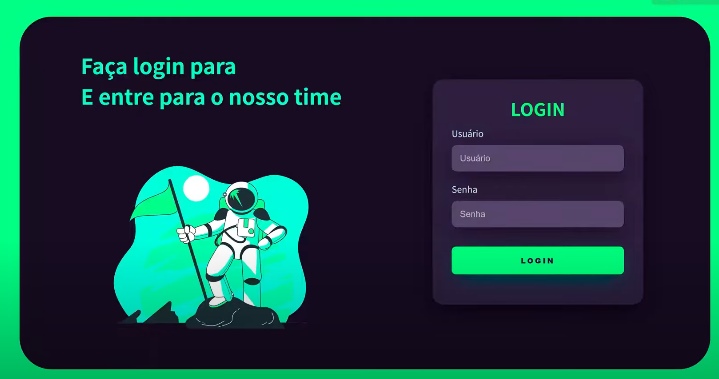 Faça login para
E entre para o nosso time
LOGIN
Usuário
Usuário
Senha
Senha
LOGIN